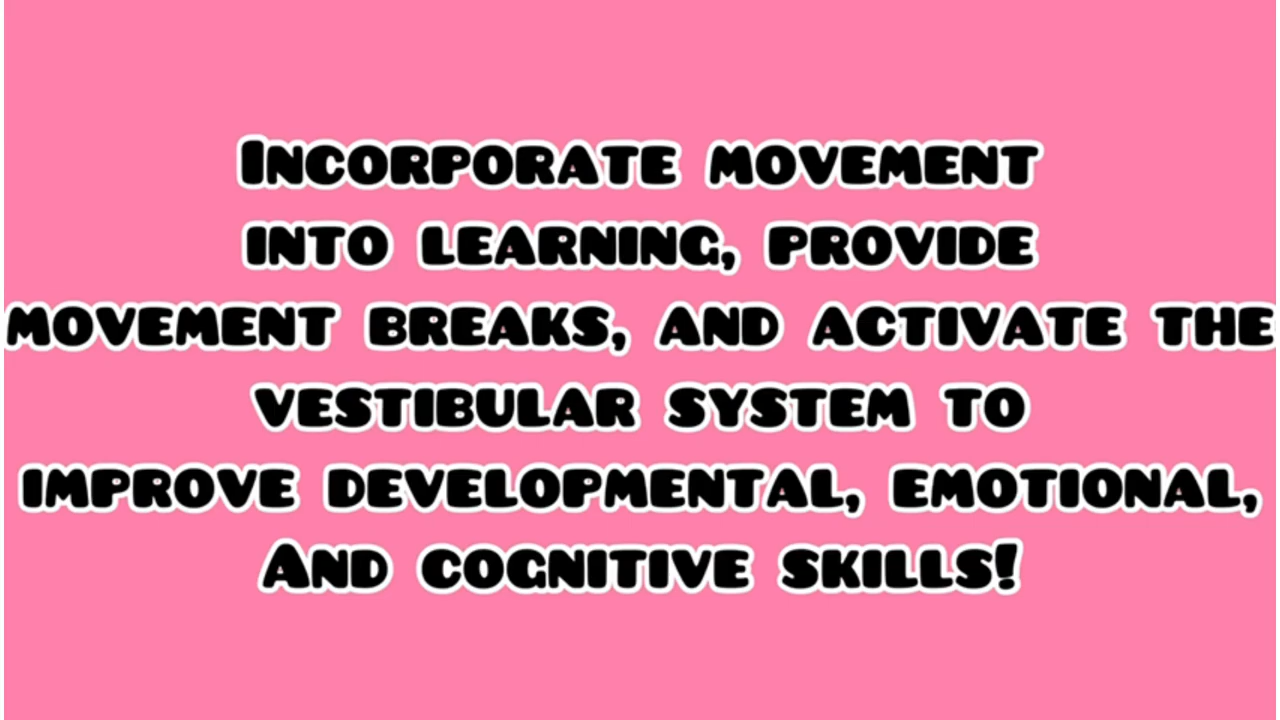 Incorporate movement
into learning, provide
movement breaks, and activate the
vestibular system to
improve developmental, emotional,
And cognitive skills!